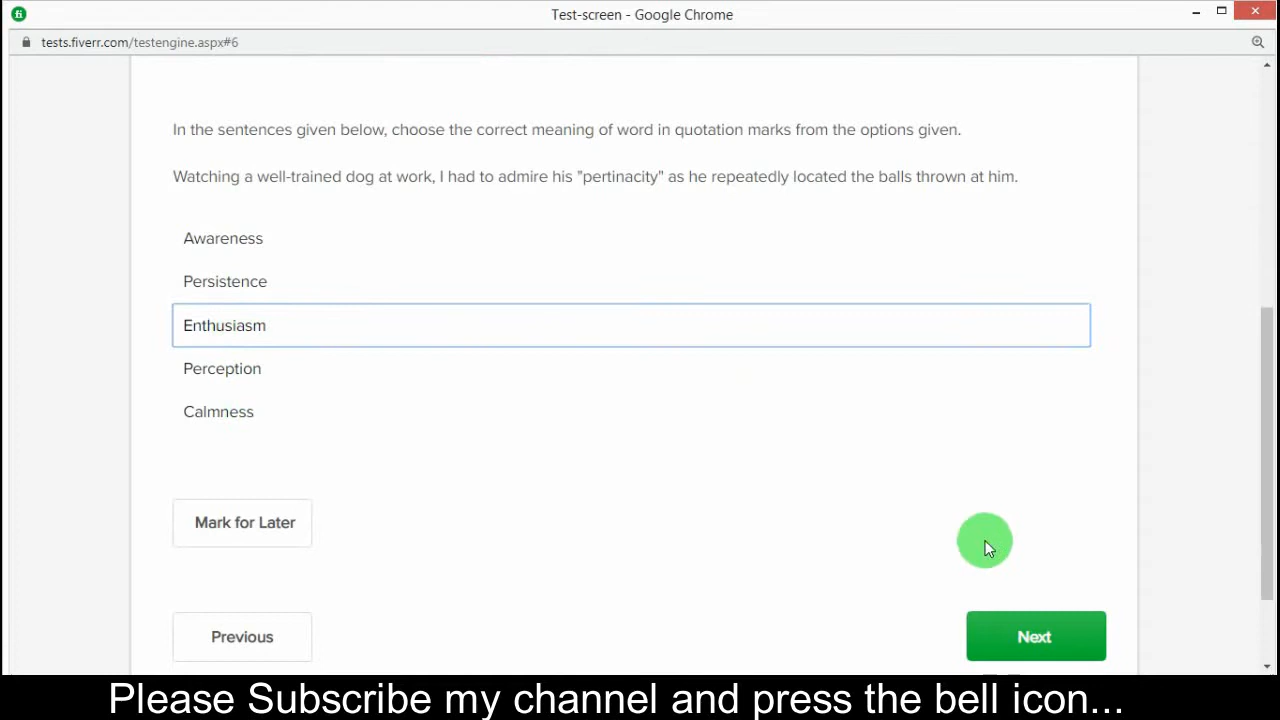 fi
Test-screen - Google Chrome
tests.fiverr.com/testengine.aspx#6
In the sentences given below, choose the correct meaning of word in quotation marks from the options given.
Watching a well-trained dog at work, I had to admire his "pertinacity" as he repeatedly located the balls thrown at him.
Awareness
Persistence
Enthusiasm
Perception
Calmness
Mark for Later
Previous
Next
Please Subscribe my channel and press the bell icon...